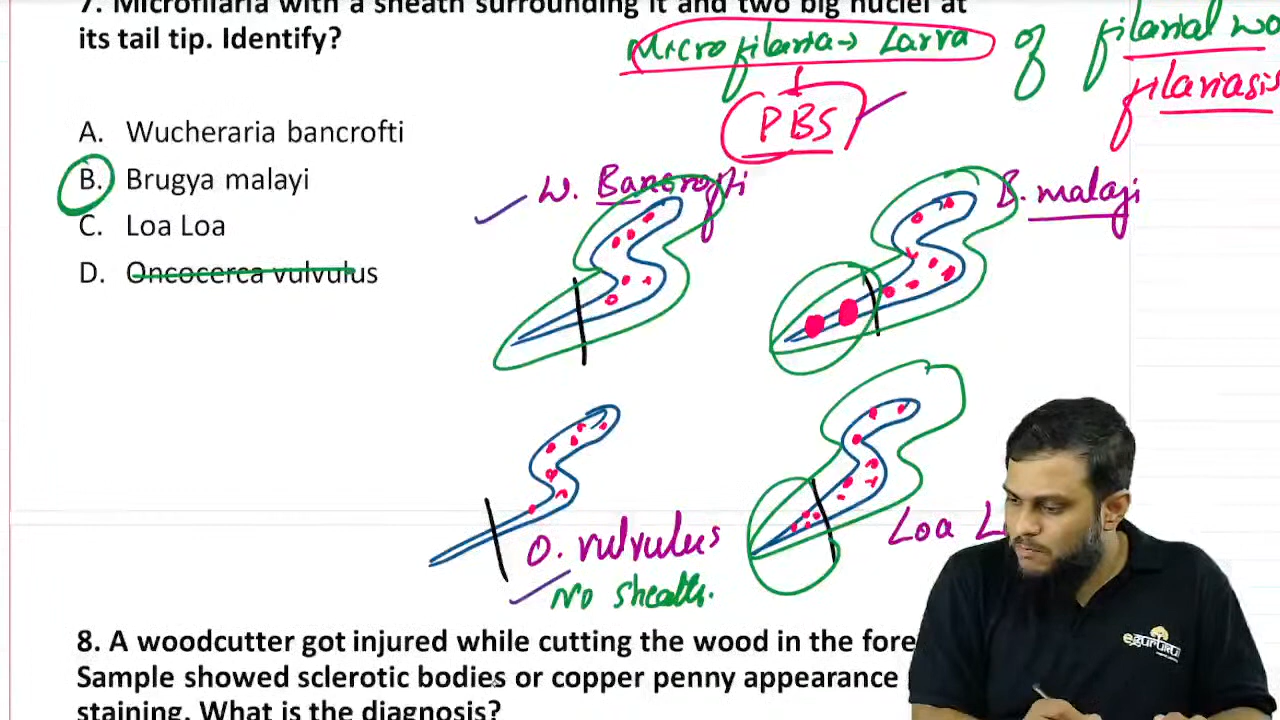 7. Microfilaria with a sheath surrounding it and two big nuclei at
its tail tip. Identify?
Microfilaria → Larva of filarial wo
filariasis
PBS
A. Wucheraria bancrofti
B. Brugya malayi
C. Loa Loa
D. Oncocerca vulvulus
W. Bancrofti
B. malayi
O. vulvulus
No sheath.
Loa L
egurukul
8. A woodcutter got injured while cutting the wood in the fore
Sample showed sclerotic bodies or copper penny appearance
staining. What is the diagnosis?